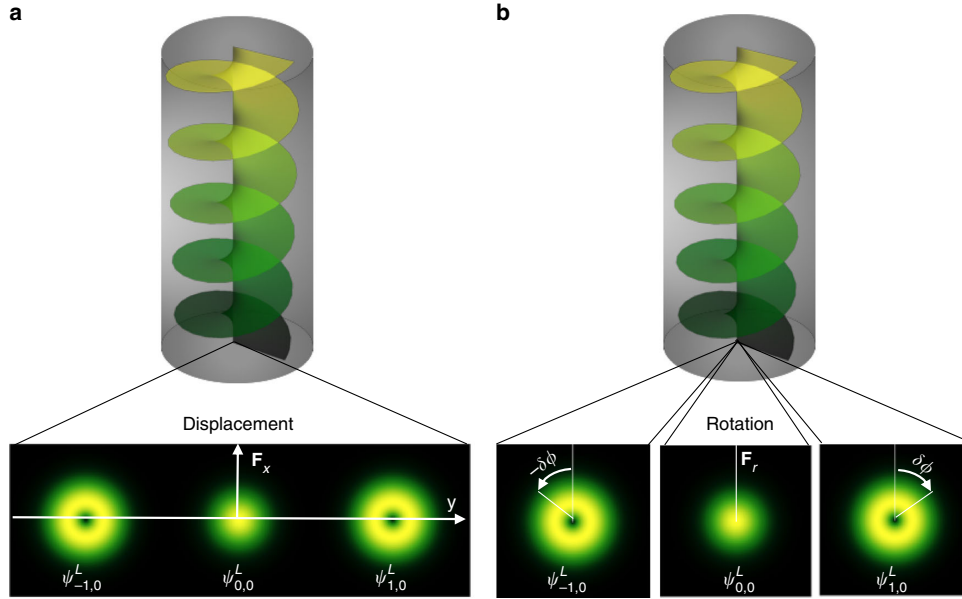 a
b
Displacement
Rotation
F_x
y
ψ^L_{-1,0}
ψ^L_{0,0}
ψ^L_{1,0}
-δϕ
F_r
δϕ
ψ^L_{-1,0}
ψ^L_{0,0}
ψ^L_{1,0}